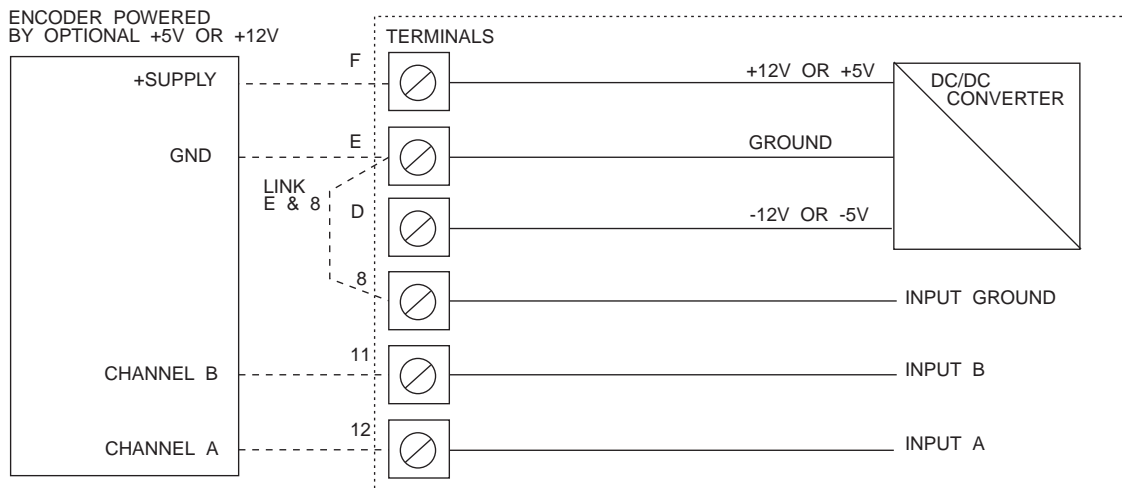 ENCODER POWERED
BY OPTIONAL +5V OR +12V
TERMINALS
+SUPPLY
F
+12V OR +5V
DC/DC
CONVERTER
GND
E
GROUND
LINK
E & 8
D
-12V OR -5V
8
INPUT GROUND
CHANNEL B
11
INPUT B
CHANNEL A
12
INPUT A